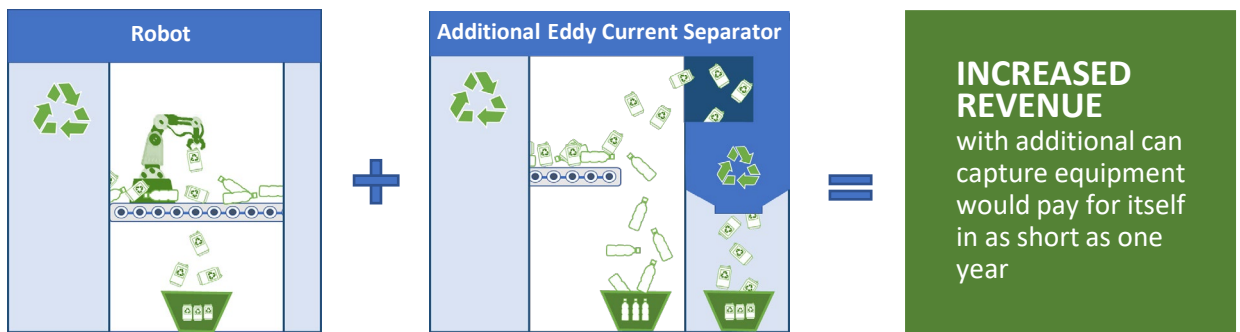 Robot
Additional Eddy Current Separator
INCREASED
REVENUE
with additional can
capture equipment
would pay for itself
in as short as one
year